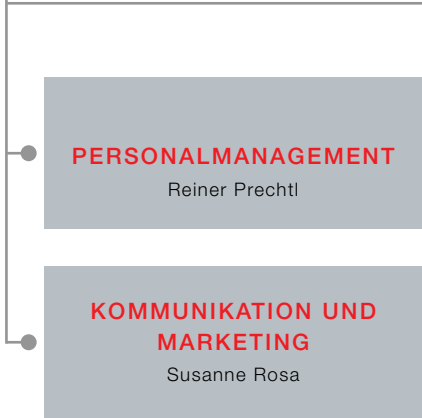 PERSONALMANAGEMENT
Reiner Prechtl
KOMMUNIKATION UND
MARKETING
Susanne Rosa